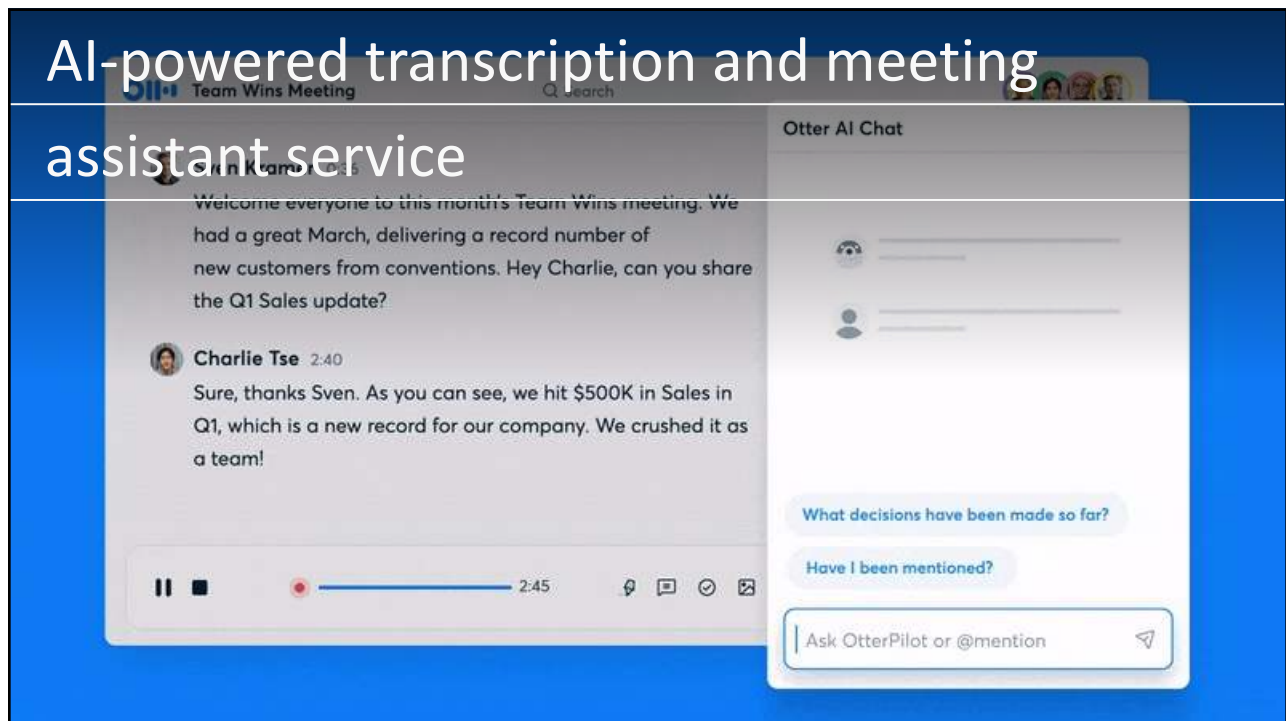 AI-powered transcription and meeting
assistant service
Team Wins Meeting
Search
Sven Kramer 0:36
Welcome everyone to this month's Team Wins meeting. We
had a great March, delivering a record number of
new customers from conventions. Hey Charlie, can you share
the Q1 Sales update?
Charlie Tse 2:40
Sure, thanks Sven. As you can see, we hit $500K in Sales in
Q1, which is a new record for our company. We crushed it as
a team!
2:45
Otter AI Chat
What decisions have been made so far?
Have I been mentioned?
Ask OtterPilot or @mention